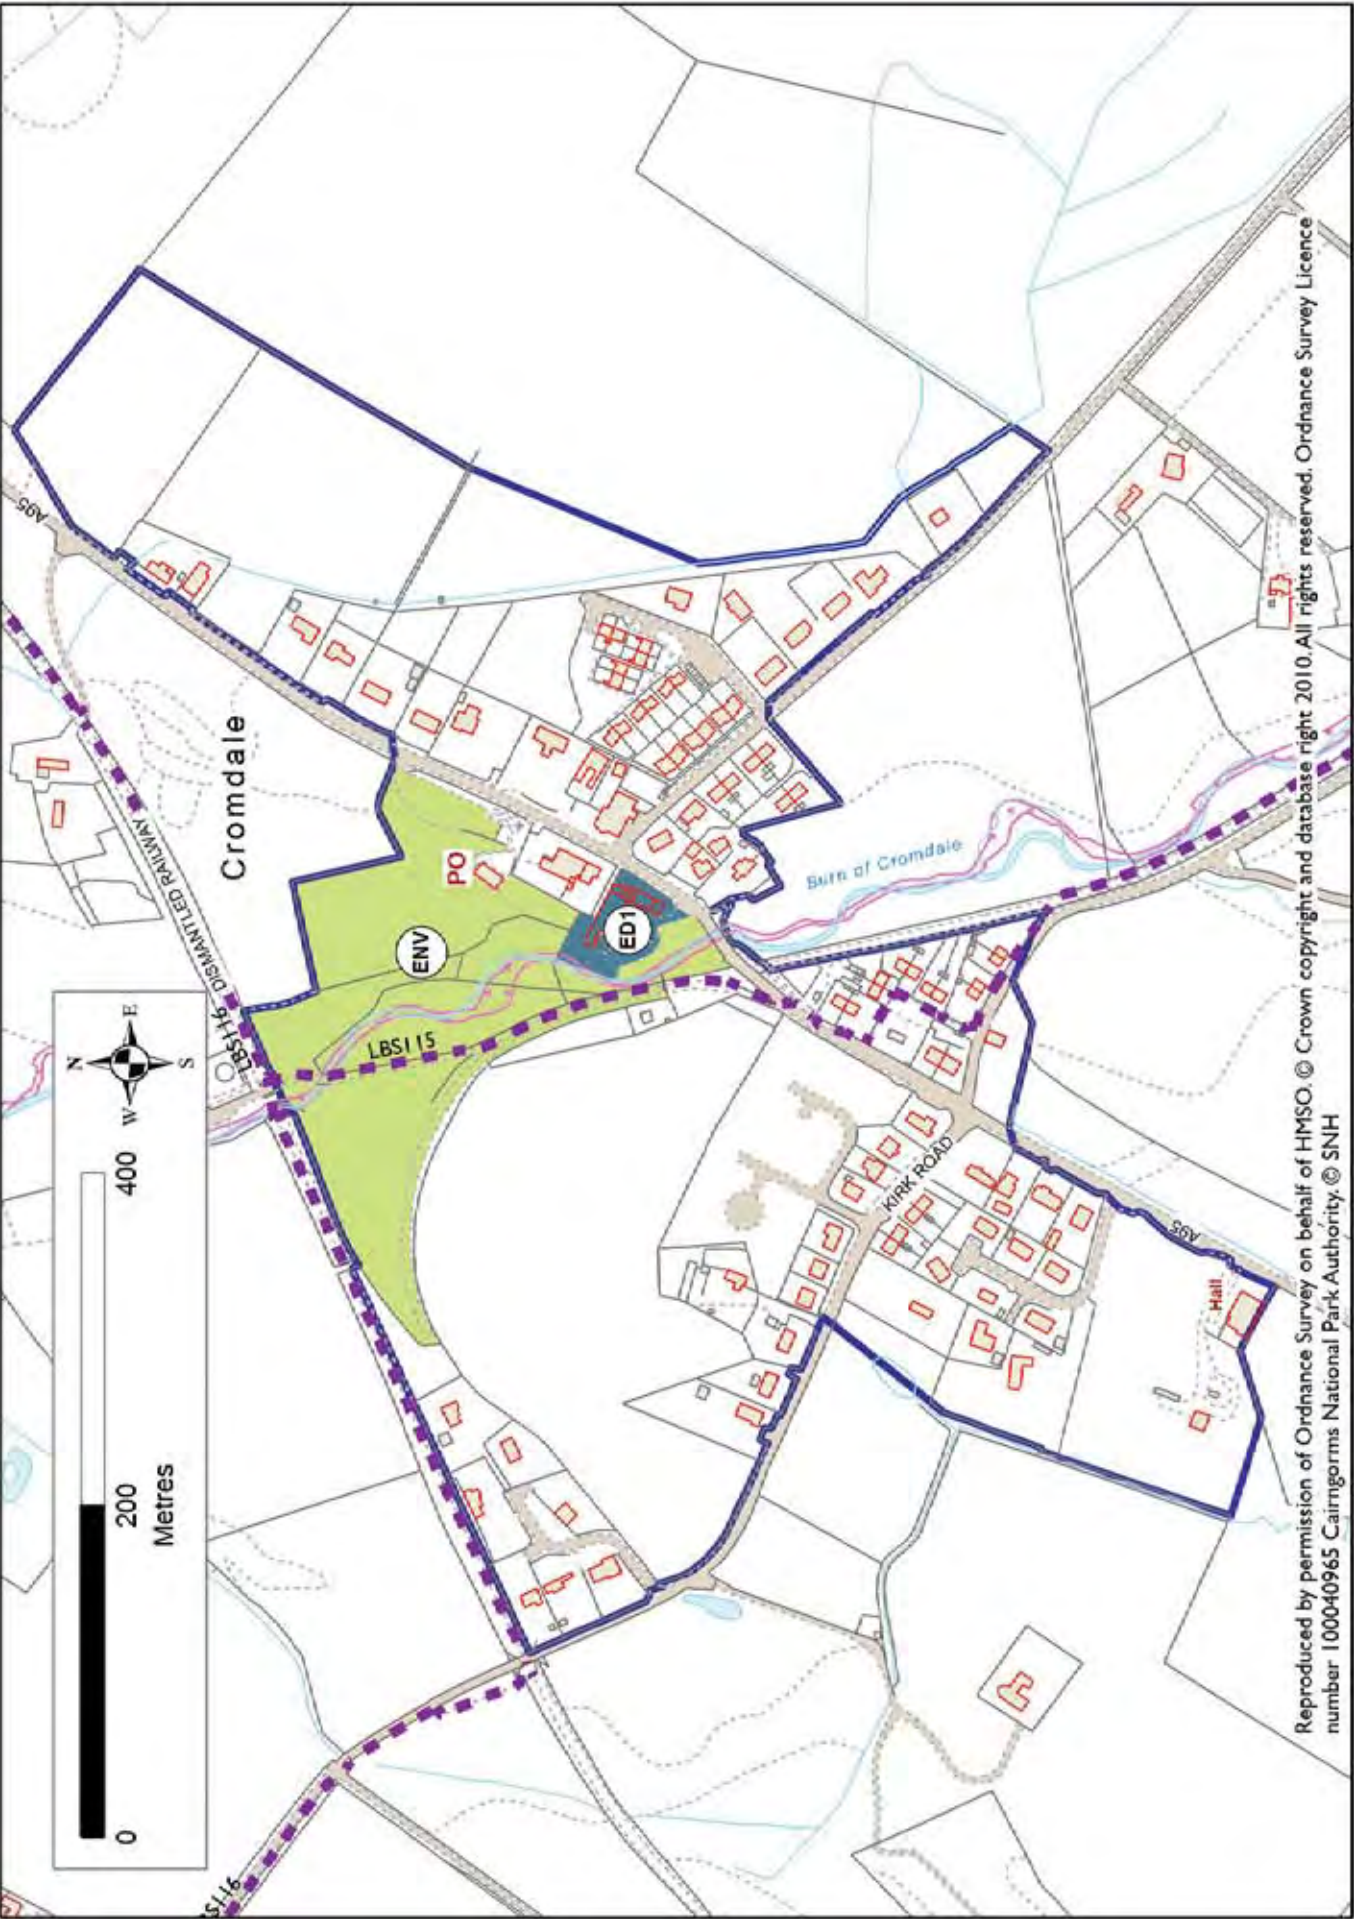 A95
Cromdale
DISMANTLED RAILWAY
LBS116
N
W
E
S
0
200
400
Metres
PO
ENV
ED1
LBS115
Burn of Cromdale
KIRK ROAD
A95
Hall
Reproduced by permission of Ordnance Survey on behalf of HMSO. © Crown copyright and database right 2010. All rights reserved. Ordnance Survey Licence
number 100040965 Cairngorms National Park Authority. © SNH